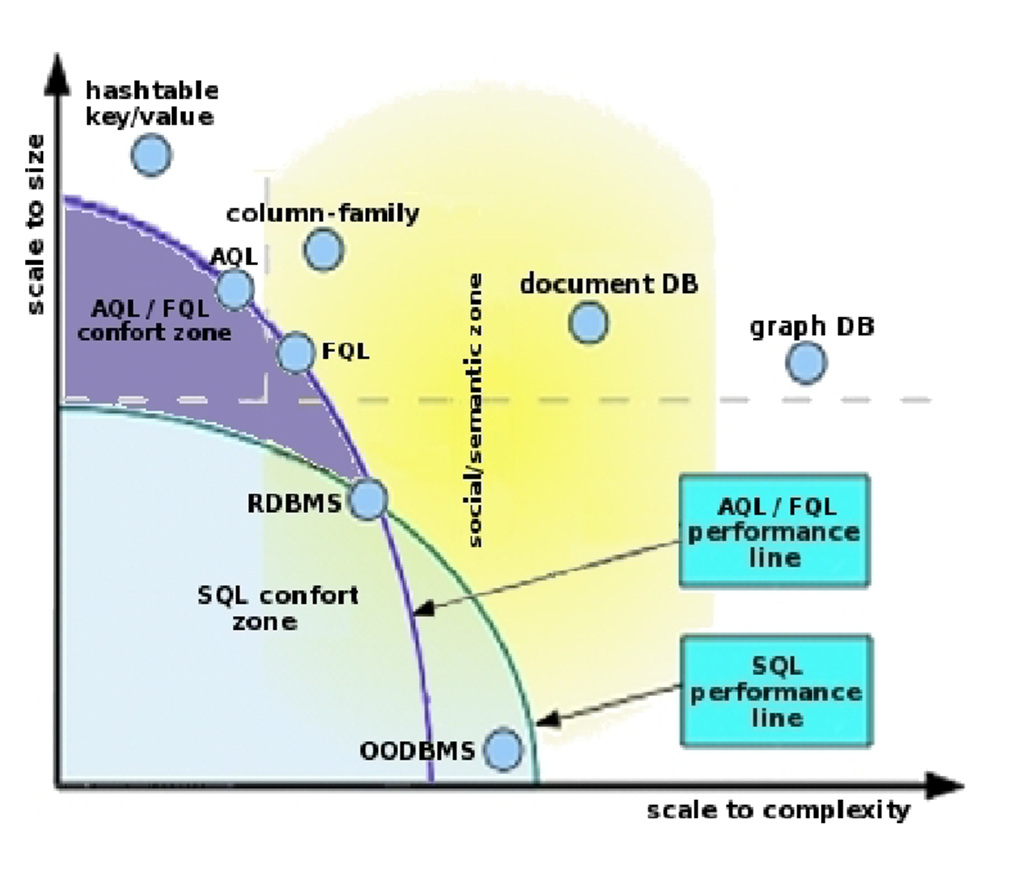 hashtable
key/value
scale to size
column-family
AQL
document DB
AQL / FQL
confort zone
graph DB
FQL
social/semantic zone
RDBMS
AQL / FQL
performance
line
SQL confort
zone
SQL
performance
line
OODBMS
scale to complexity